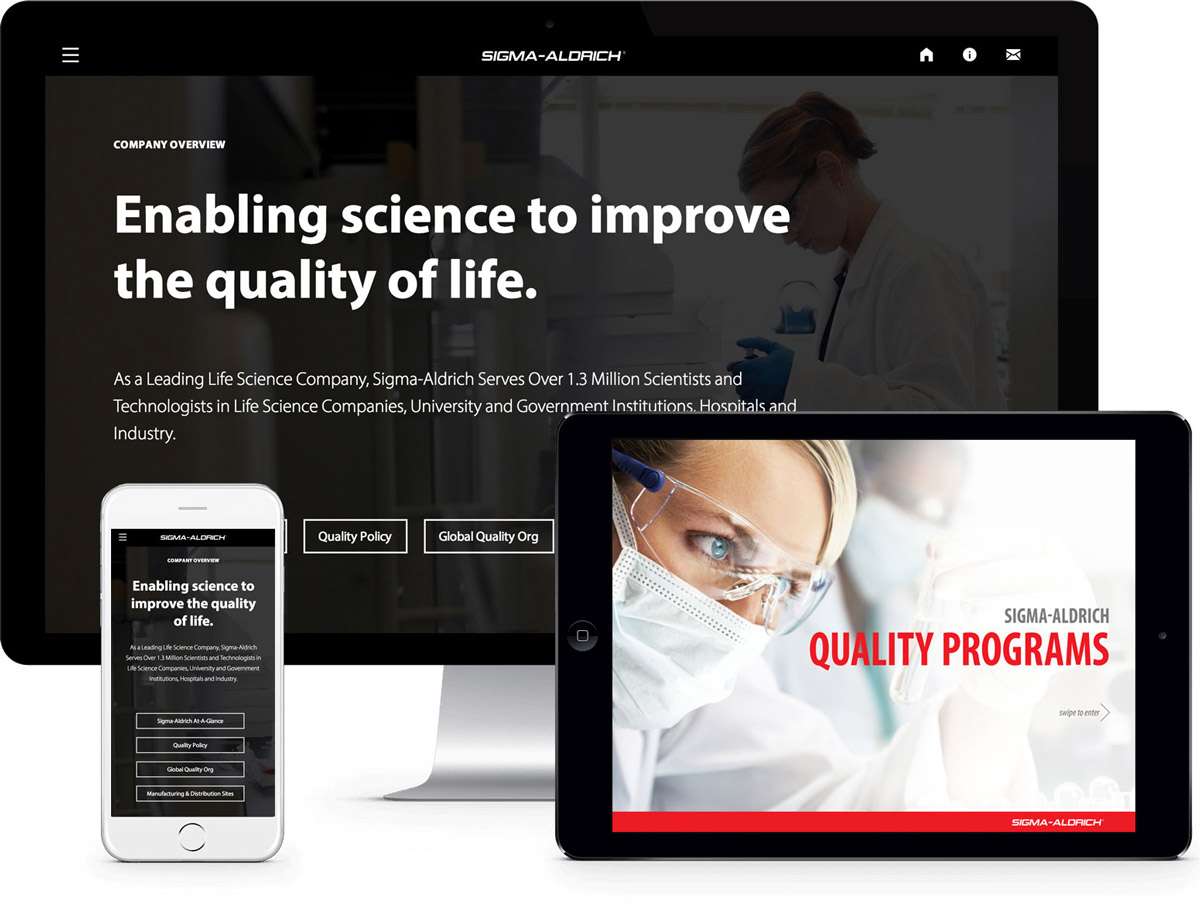 SIGMA-ALDRICH®
COMPANY OVERVIEW
Enabling science to improve
the quality of life.
As a Leading Life Science Company, Sigma-Aldrich Serves Over 1.3 Million Scientists and
Technologists in Life Science Companies, University and Government Institutions, Hospitals and
Industry.
Quality Policy
Global Quality Org
SIGMA-ALDRICH®
COMPANY OVERVIEW
Enabling science to
improve the quality
of life.
As a Leading Life Science Company, Sigma-Aldrich
Serves Over 1.3 Million Scientists and Technologists in
Life Science Companies, University and Government
Institutions, Hospitals and Industry.
Sigma-Aldrich At-A-Glance
Quality Policy
Global Quality Org
Manufacturing & Distribution Sites
SIGMA-ALDRICH
QUALITY PROGRAMS
swipe to enter
SIGMA-ALDRICH®